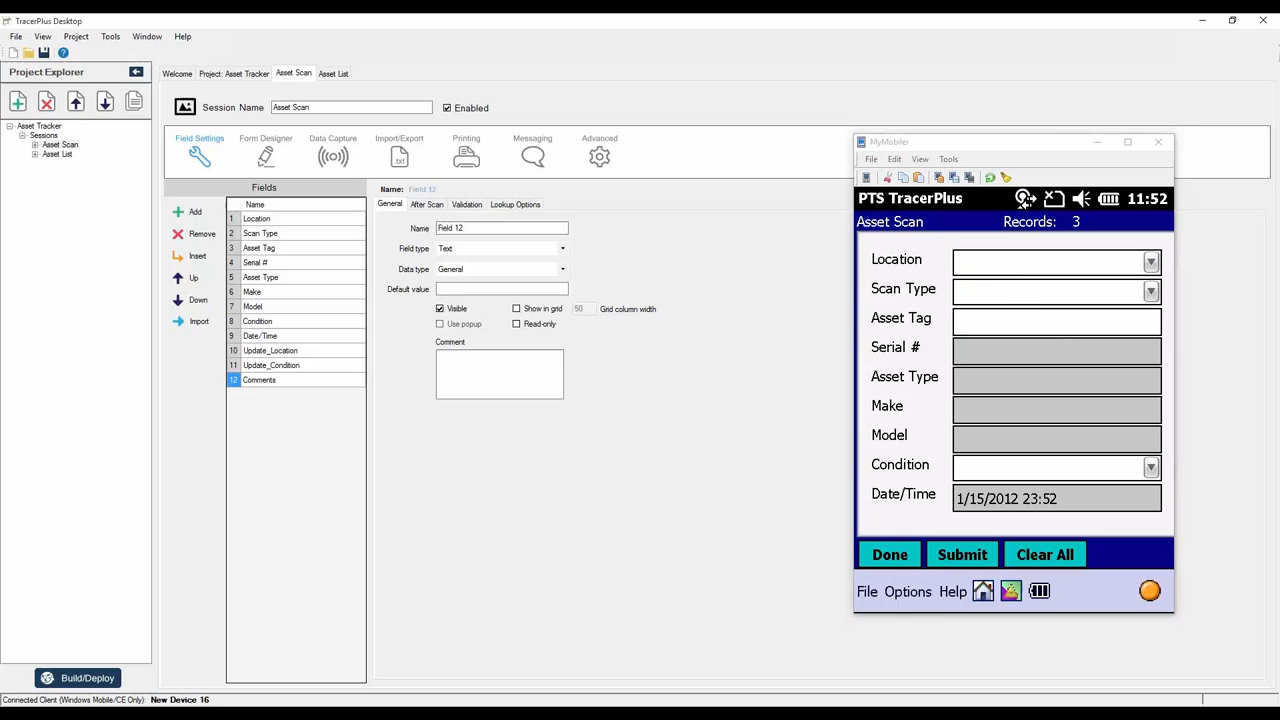 TracerPlus Desktop
File View Project Tools Window Help
Project Explorer
Asset Tracker
Sessions
Asset Scan
Asset List
Welcome Project: Asset Tracker Asset Scan Asset List
Session Name Asset Scan Enabled
Field Settings Form Designer Data Capture Import/Export Printing Messaging Advanced
.txt
Fields
Add
Remove
Insert
Up
Down
Import
Name
1 Location
2 Scan Type
3 Asset Tag
4 Serial #
5 Asset Type
6 Make
7 Model
8 Condition
9 Date/Time
10 Update_Location
11 Update_Condition
12 Comments
Name: Field 12
General After Scan Validation Lookup Options
Name Field 12
Field type Text
Data type General
Default value
Visible Show in grid 50 Grid column width
Use popup Read-only
Comment
MyMobiler
File Edit View Tools
PTS TracerPlus 11:52
Asset Scan Records: 3
Location
Scan Type
Asset Tag
Serial #
Asset Type
Make
Model
Condition
Date/Time 1/15/2012 23:52
Done Submit Clear All
File Options Help
Build/Deploy
Connected Client (Windows Mobile/CE Only): New Device 16